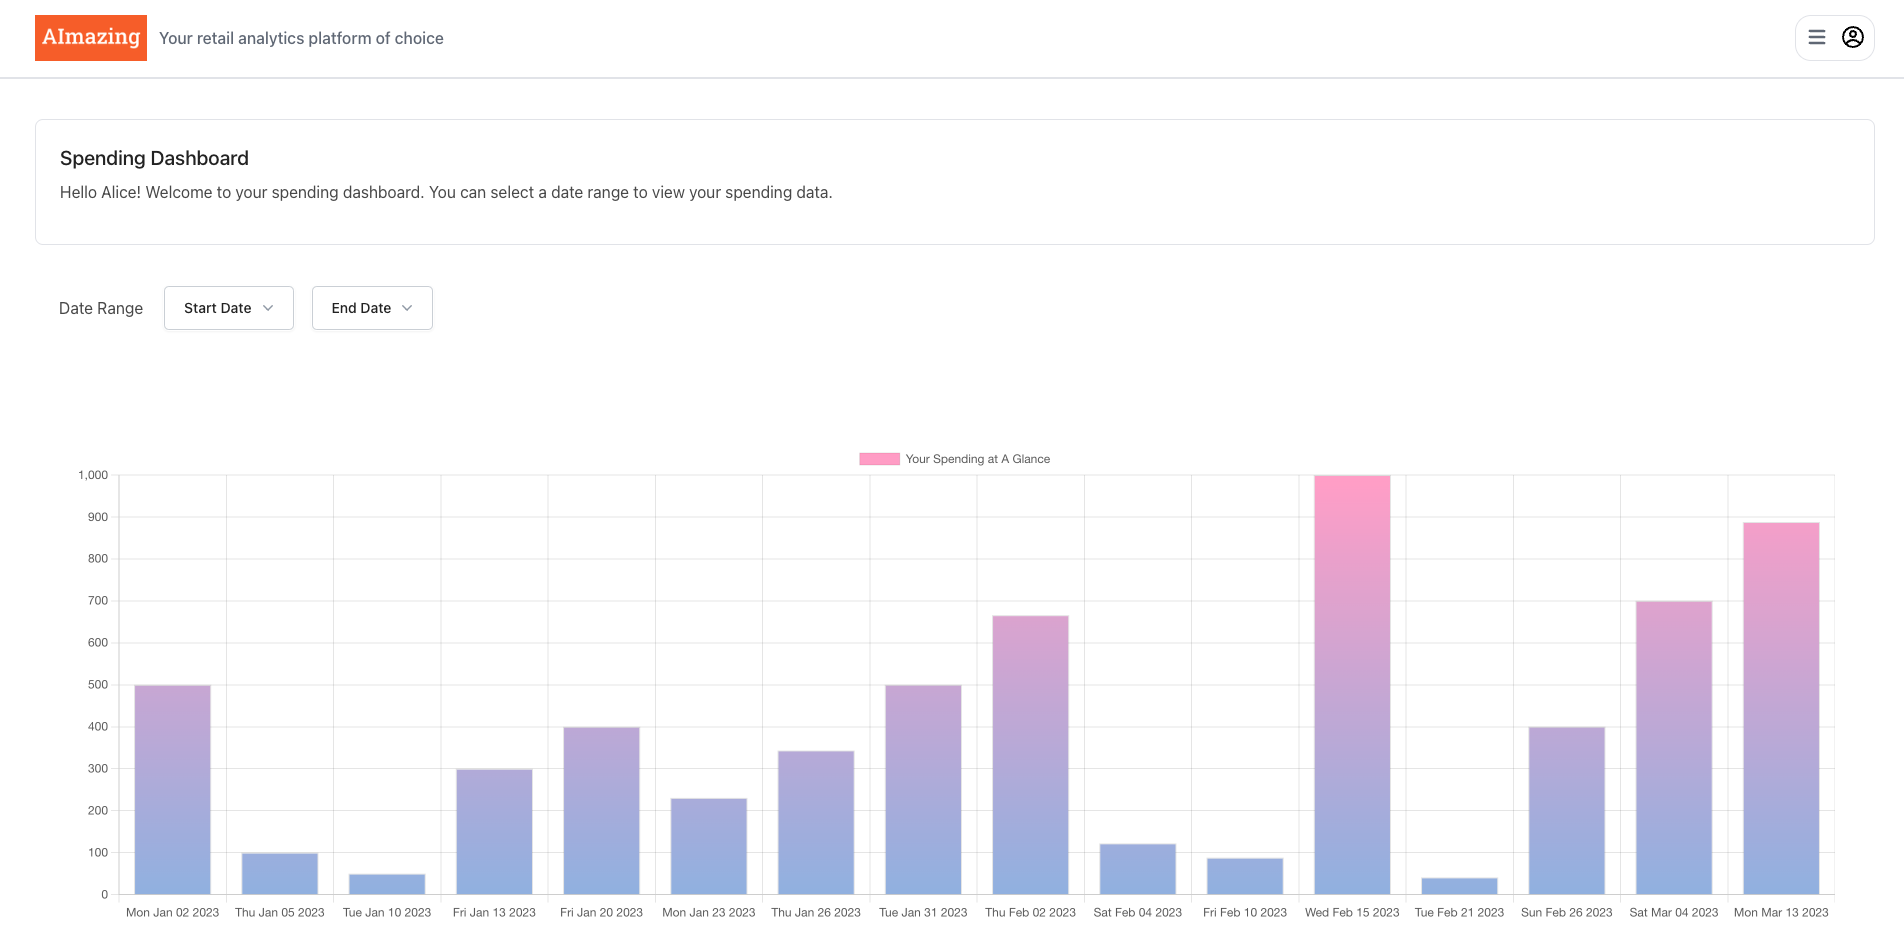 AImazing
Your retail analytics platform of choice
Spending Dashboard
Hello Alice! Welcome to your spending dashboard. You can select a date range to view your spending data.
Date Range
Start Date
End Date
Your Spending at A Glance
1,000
900
800
700
600
500
400
300
200
100
0
Mon Jan 02 2023
Thu Jan 05 2023
Tue Jan 10 2023
Fri Jan 13 2023
Fri Jan 20 2023
Mon Jan 23 2023
Thu Jan 26 2023
Tue Jan 31 2023
Thu Feb 02 2023
Sat Feb 04 2023
Fri Feb 10 2023
Wed Feb 15 2023
Tue Feb 21 2023
Sun Feb 26 2023
Sat Mar 04 2023
Mon Mar 13 2023